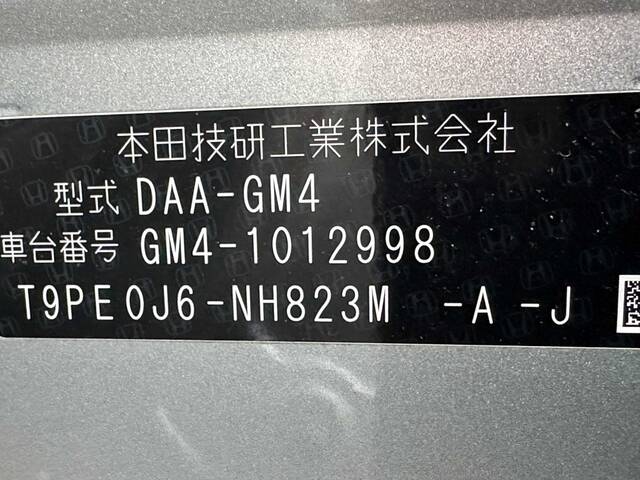 本田技研工業株式会社
型式 DAA-GM4
車台番号 GM4-1012998
T9PE0J6-NH823M -A -J